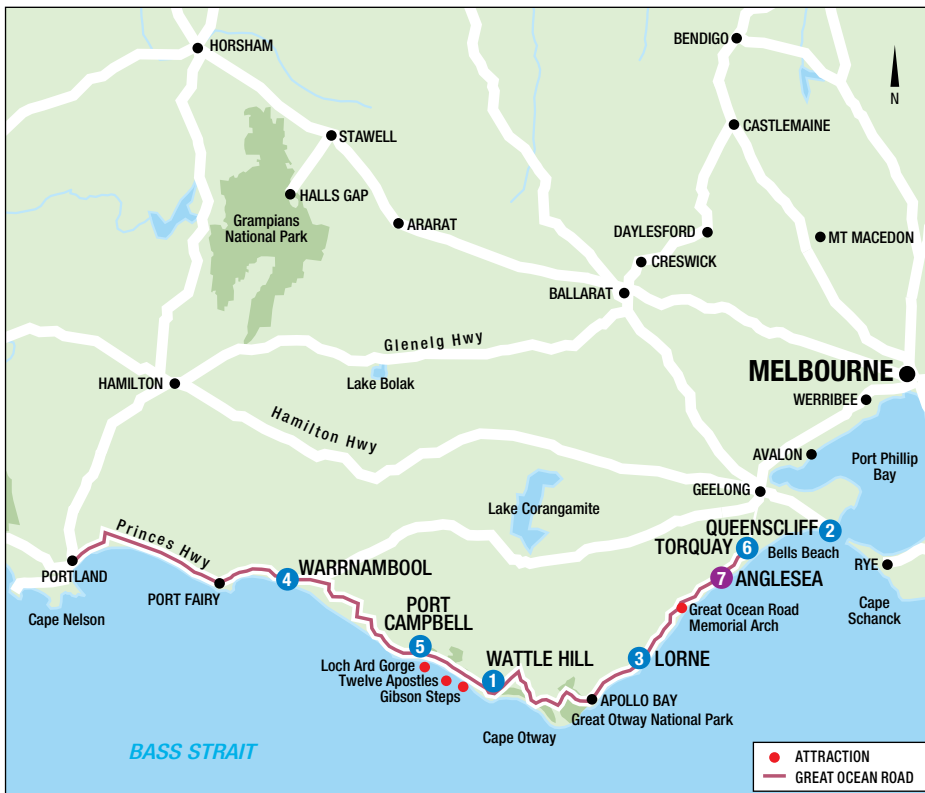 HORSHAM
BENDIGO
N
CASTLEMAINE
STAWELL
HALLS GAP
Grampians
National Park
ARARAT
DAYLESFORD
MT MACEDON
CRESWICK
BALLARAT
Glenelg Hwy
MELBOURNE
Lake Bolak
HAMILTON
WERRIBEE
Hamilton Hwy
AVALON
Port Phillip
Bay
GEELONG
Lake Corangamite
QUEENSCLIFF
2
TORQUAY
6
Bells Beach
Princes Hwy
PORTLAND
RYE
4
WARRNAMBOOL
7
ANGLESEA
PORT FAIRY
Cape Nelson
PORT
CAMPBELL
5
Great Ocean Road
Memorial Arch
Cape
Schanck
Loch Ard Gorge
Twelve Apostles
Gibson Steps
WATTLE HILL
1
3
LORNE
APOLLO BAY
Great Otway National Park
Cape Otway
BASS STRAIT
ATTRACTION
GREAT OCEAN ROAD